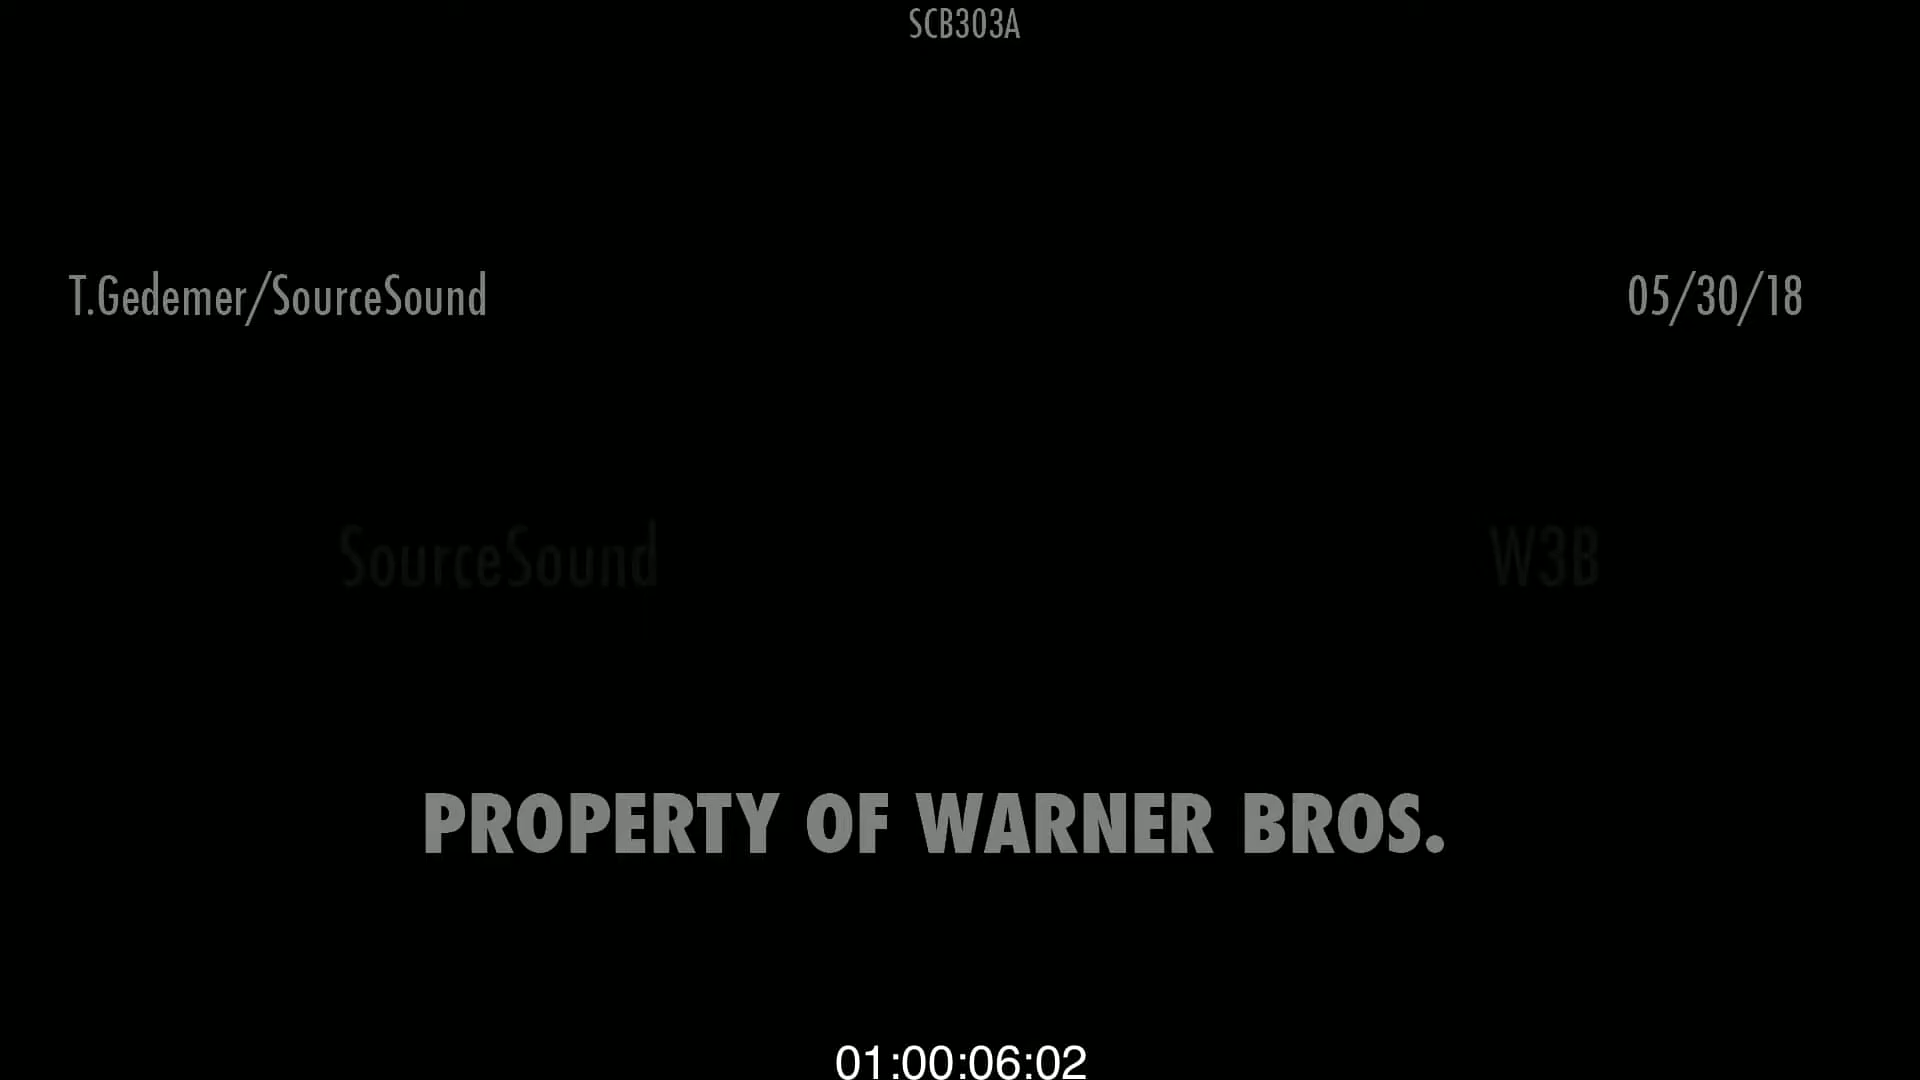 SCB303A
T.Gedemer/SourceSound 05/30/18
SourceSound W3B
PROPERTY OF WARNER BROS.
01:00:06:02